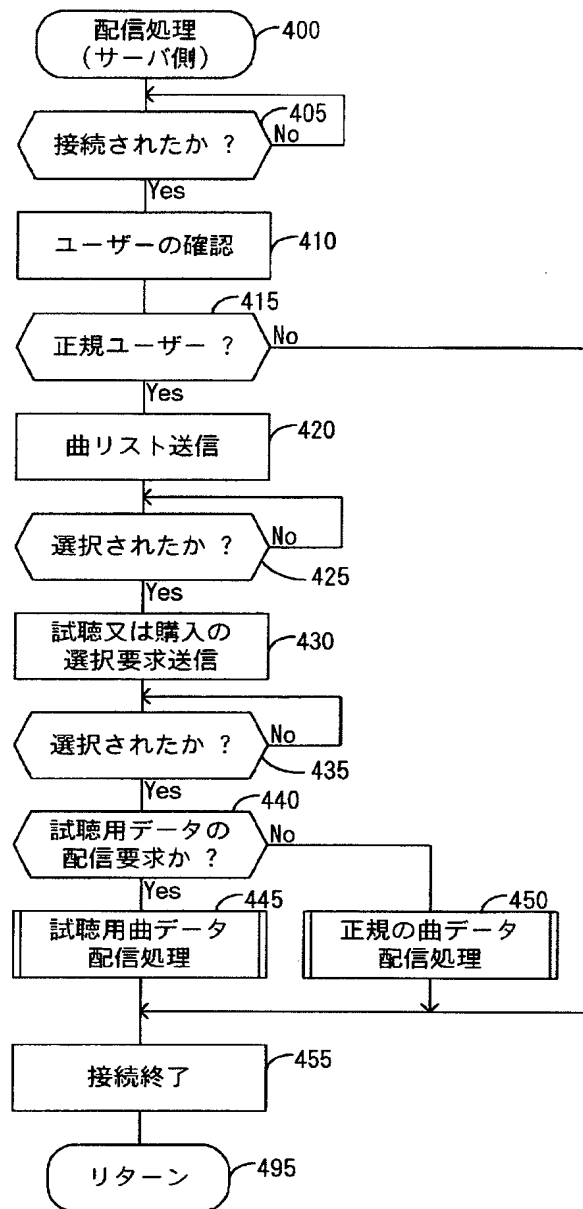 配信処理
(サーバ側)
400
405
接続されたか ?
No
Yes
ユーザーの確認
410
415
正規ユーザー ?
No
Yes
曲リスト送信
420
選択されたか ?
No
425
Yes
試聴又は購入の
選択要求送信
430
選択されたか ?
No
435
Yes
440
試聴用データの
配信要求か ?
No
Yes
445
試聴用曲データ
配信処理
450
正規の曲データ
配信処理
接続終了
455
リターン
495